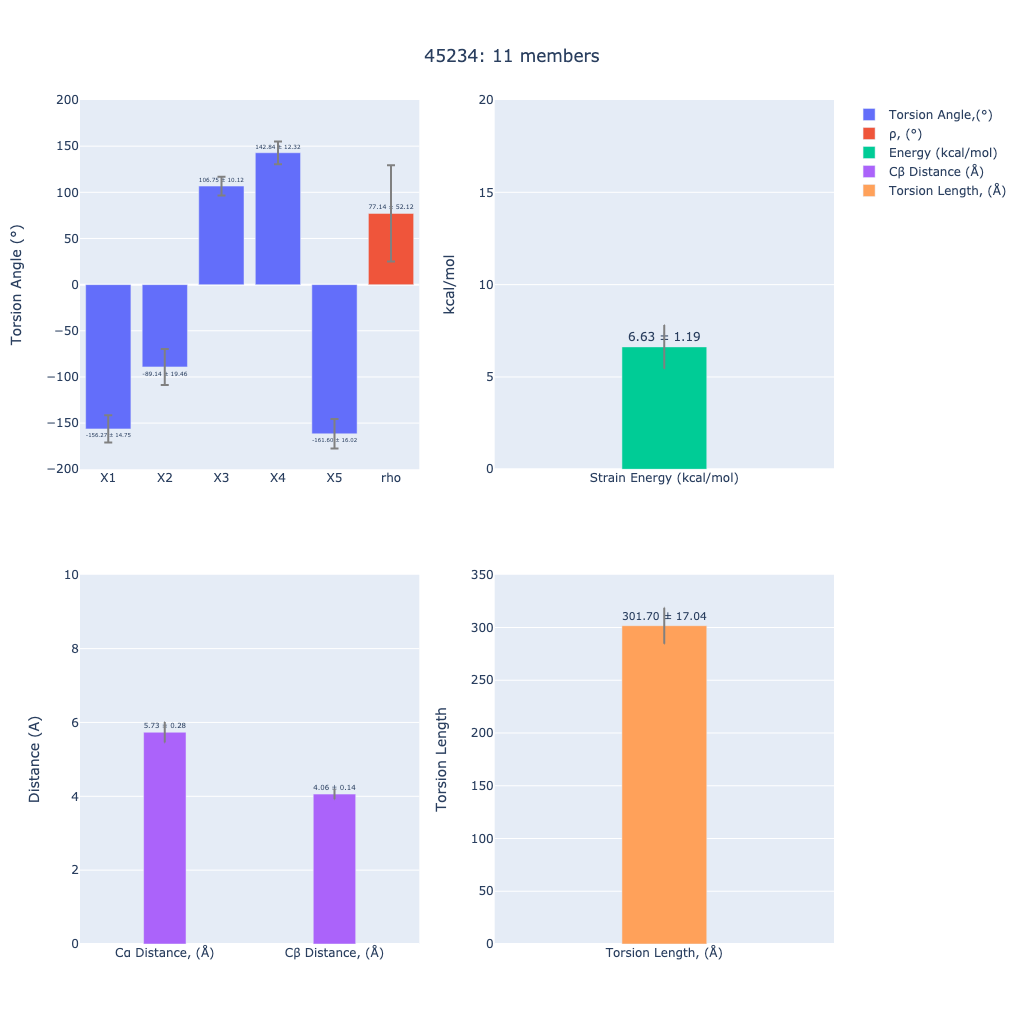 45234: 11 members
Torsion Angle (°)
200
150
100
50
0
−50
−100
−150
−200
-156.27 ± 14.75
-89.14 ± 19.46
106.75 ± 10.12
142.84 ± 12.32
-161.60 ± 16.02
77.14 ± 52.12
X1 X2 X3 X4 X5 rho
kcal/mol
20
15
10
5
0
6.63 ± 1.19
Strain Energy (kcal/mol)
Torsion Angle,(°)
ρ, (°)
Energy (kcal/mol)
Cβ Distance (Å)
Torsion Length, (Å)
Distance (A)
10
8
6
4
2
0
5.73 ± 0.28
4.06 ± 0.14
Cα Distance, (Å) Cβ Distance, (Å)
Torsion Length
350
300
250
200
150
100
50
0
301.70 ± 17.04
Torsion Length, (Å)